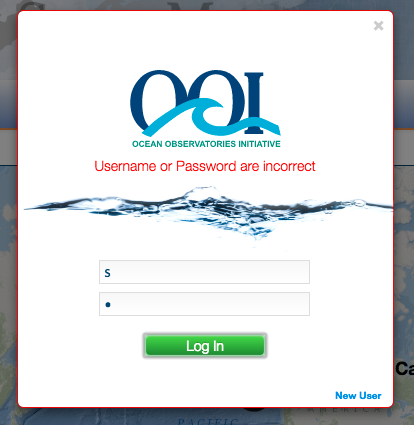 ×
OOI
OCEAN OBSERVATORIES INITIATIVE
Username or Password are incorrect
S
•
Log In
Ca
New User
PACIFIC